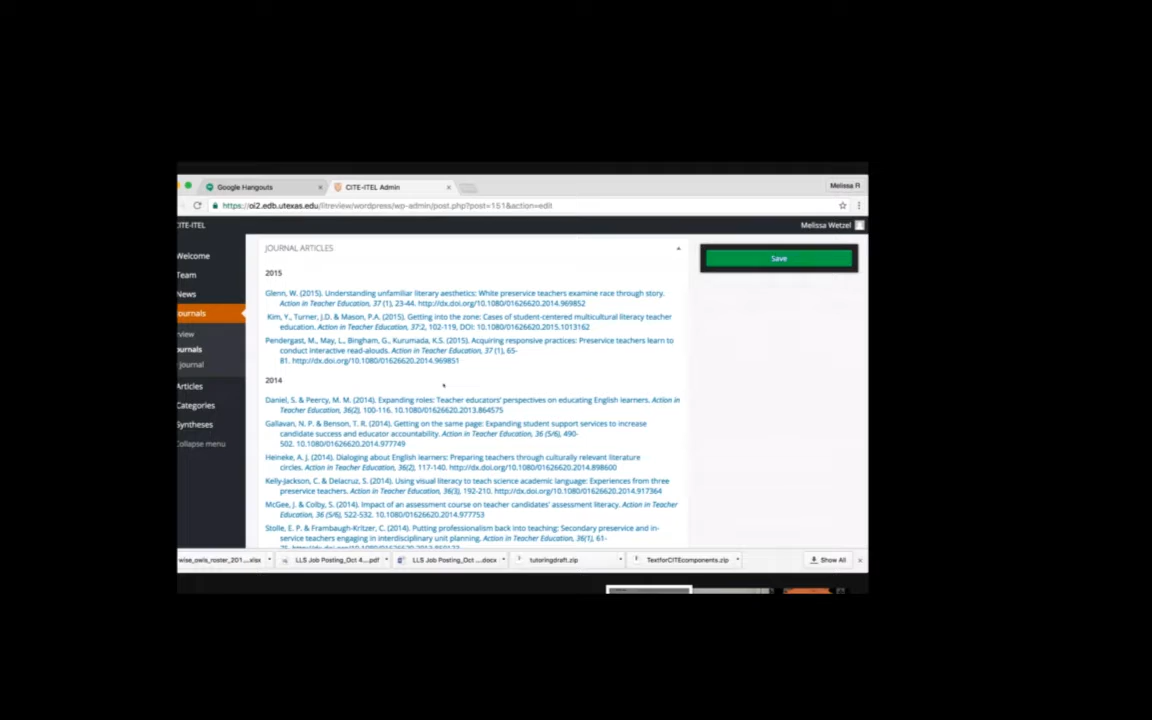 Google Hangouts
CITE-ITEL Admin
Melissa R
https://oi2.edb.utexas.edu/litreview/wordpress/wp-admin/post.php?post=151&action=edit
CITE-ITEL
Melissa Wetzel
Welcome
Team
News
ournals
view
ournals
journal
Articles
Categories
Syntheses
Collapse menu
JOURNAL ARTICLES
Save
2015
Glenn, W. (2015). Understanding unfamiliar literary aesthetics: White preservice teachers examine race through story.
Action in Teacher Education, 37 (1), 23-44. http://dx.doi.org/10.1080/01626620.2014.969852
Kim, Y., Turner, J.D. & Mason, P.A. (2015). Getting into the zone: Cases of student-centered multicultural literacy teacher
education. Action in Teacher Education, 37:2, 102-119, DOI: 10.1080/01626620.2015.1013162
Pendergast, M., May, L., Bingham, G., Kurumada, K.S. (2015). Acquiring responsive practices: Preservice teachers learn to
conduct interactive read-alouds. Action in Teacher Education, 37 (1), 65-
81. http://dx.doi.org/10.1080/01626620.2014.969851
2014
Daniel, S. & Peercy, M. M. (2014). Expanding roles: Teacher educators' perspectives on educating English learners. Action in
Teacher Education, 36(2), 100-116. 10.1080/01626620.2013.864575
Gallavan, N. P. & Benson, T. R. (2014). Getting on the same page: Expanding student support services to increase
candidate success and educator accountability. Action in Teacher Education, 36 (5/6), 490-
502. 10.1080/01626620.2014.977749
Heineke, A. J. (2014). Dialoging about English learners: Preparing teachers through culturally relevant literature
circles. Action in Teacher Education, 36(2), 117-140. http://dx.doi.org/10.1080/01626620.2014.898600
Kelly-Jackson, C. & Delacruz, S. (2014). Using visual literacy to teach science academic language: Experiences from three
preservice teachers. Action in Teacher Education, 36(3), 192-210. http://dx.doi.org/10.1080/01626620.2014.917364
McGee, J. & Colby, S. (2014). Impact of an assessment course on teacher candidates' assessment literacy. Action in Teacher
Education, 36 (5/6), 522-532. 10.1080/01626620.2014.977753
Stolle, E. P. & Frambaugh-Kritzer, C. (2014). Putting professionalism back into teaching: Secondary preservice and in-
service teachers engaging in interdisciplinary unit planning. Action in Teacher Education, 36(1), 61-
wise_owls_roster_201....xlsx
LLS Job Posting_Oct 4....pdf
LLS Job Posting_Oct ....docx
tutoringdraft.zip
TextforCITEcomponents.zip
Show All